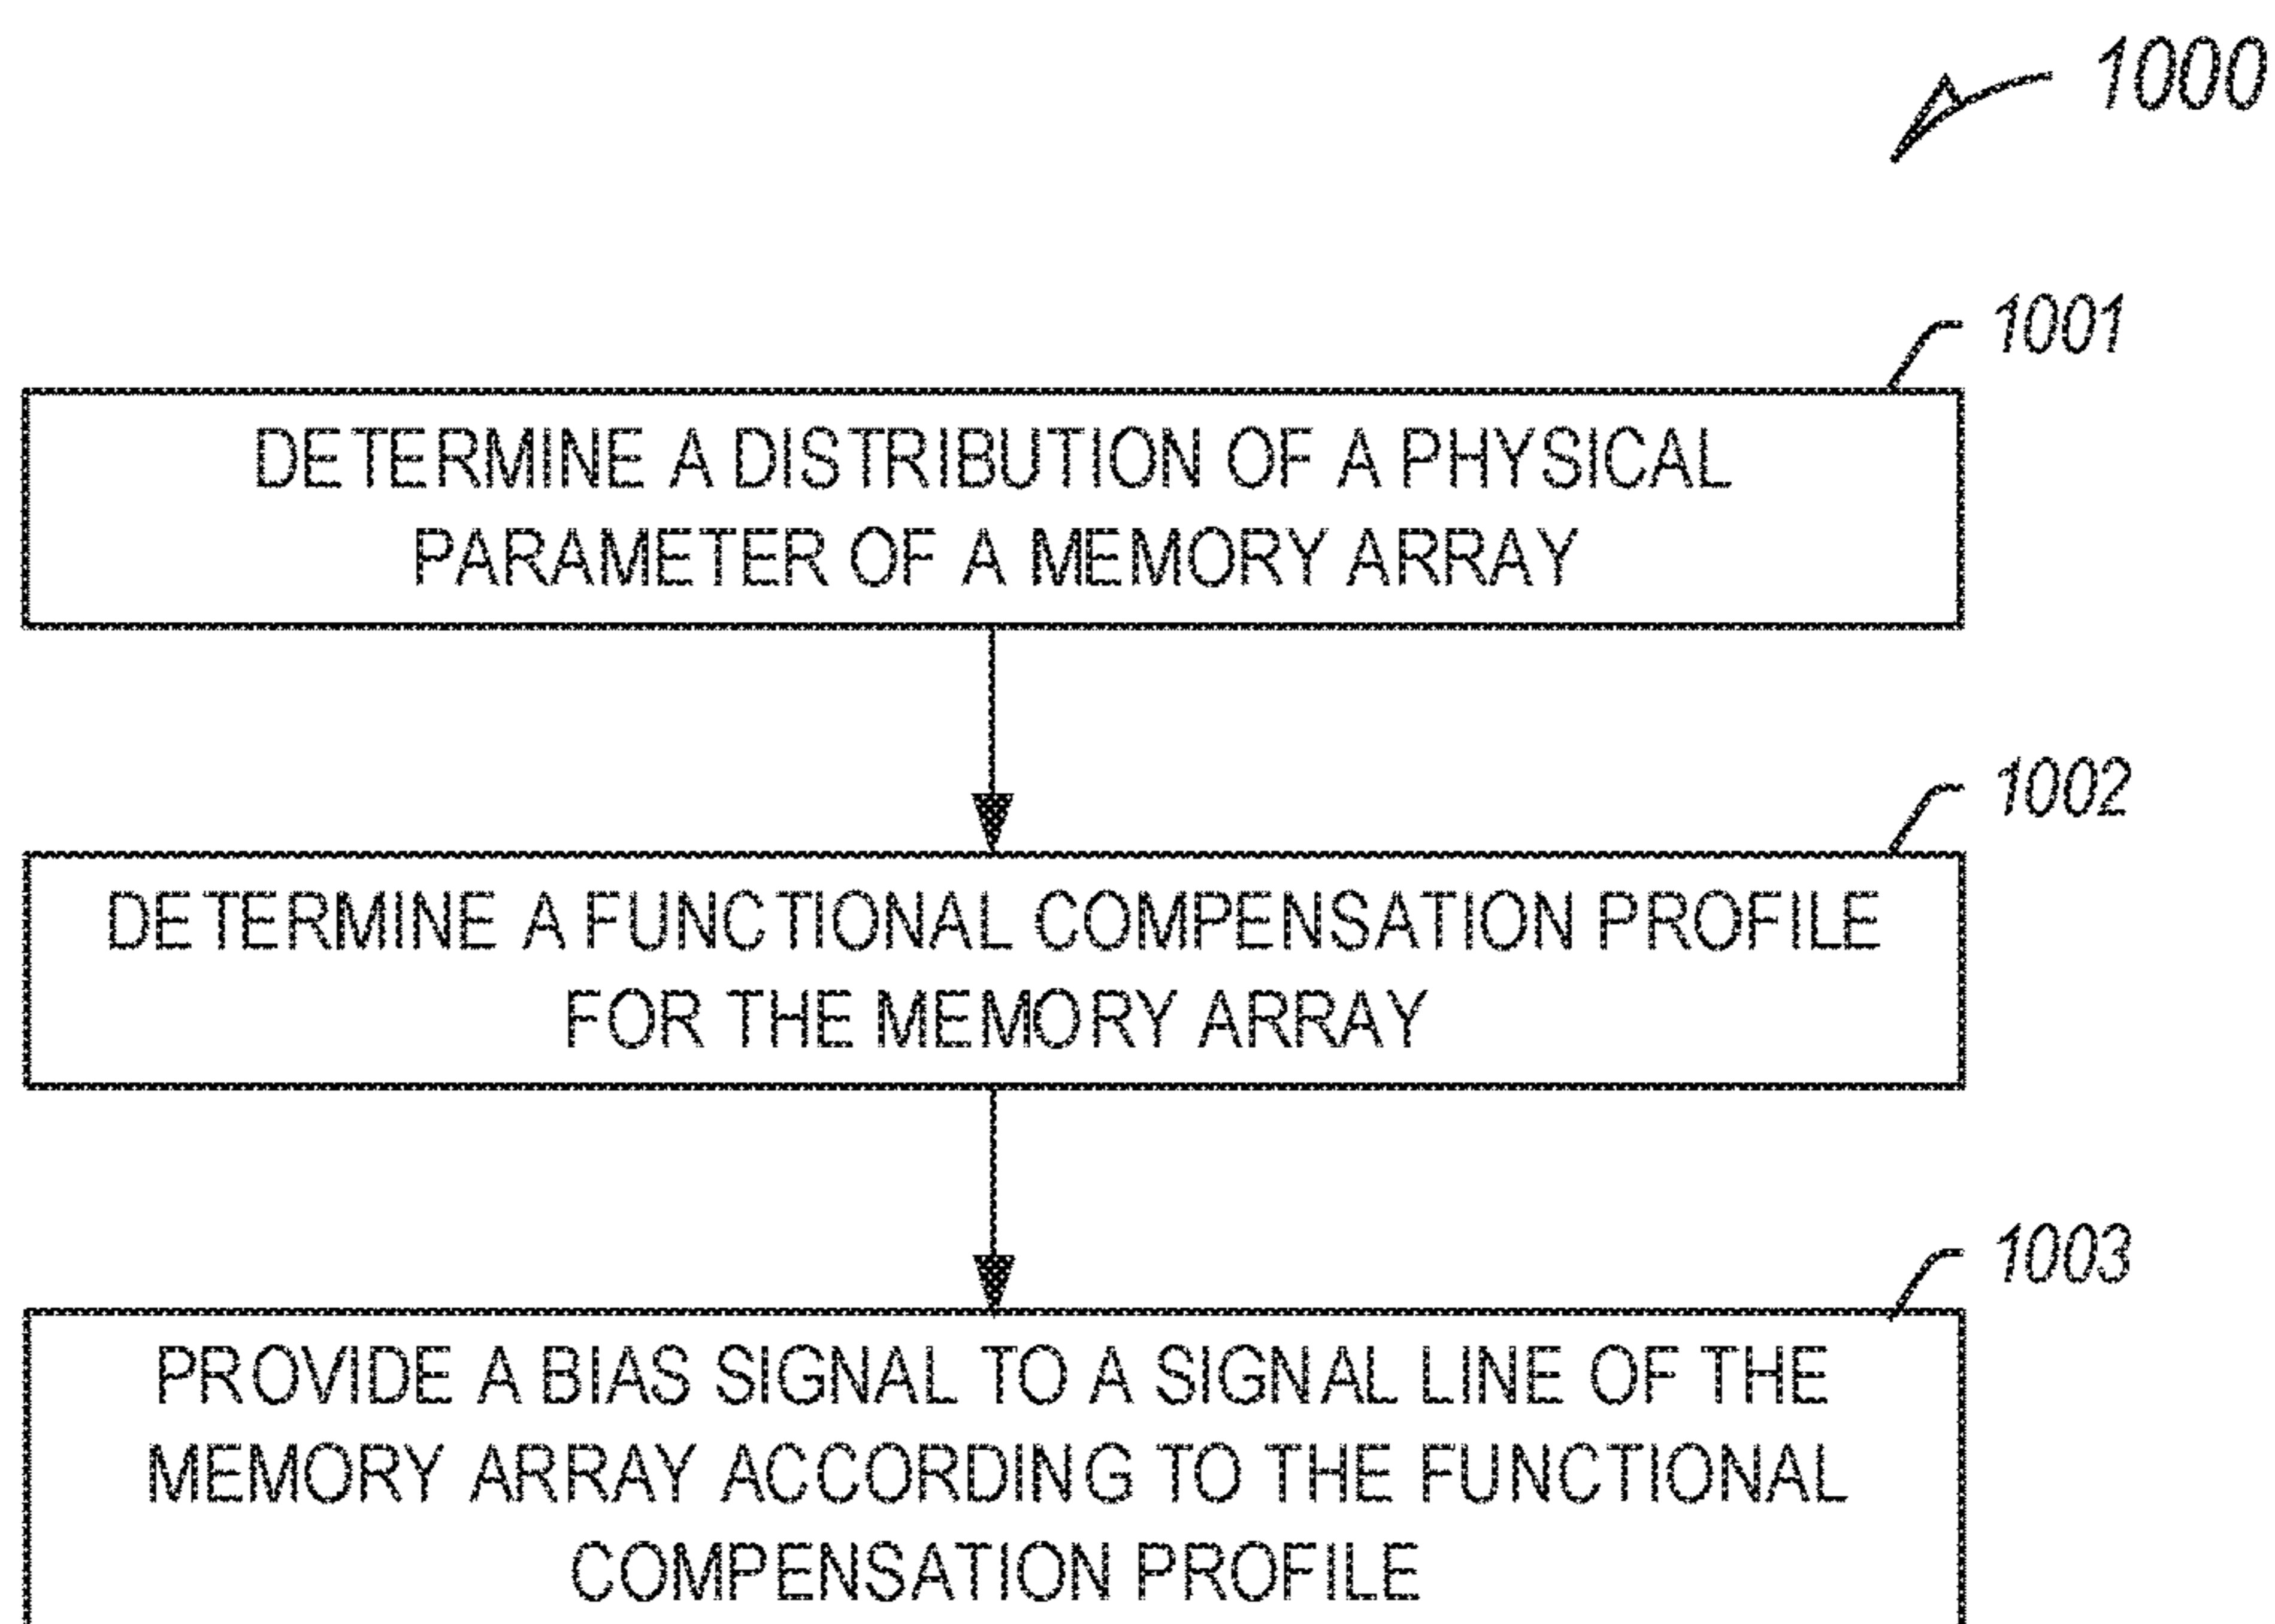 1000
1001
DETERMINE A DISTRIBUTION OF A PHYSICAL
PARAMETER OF A MEMORY ARRAY
1002
DETERMINE A FUNCTIONAL COMPENSATION PROFILE
FOR THE MEMORY ARRAY
1003
PROVIDE A BIAS SIGNAL TO A SIGNAL LINE OF THE
MEMORY ARRAY ACCORDING TO THE FUNCTIONAL
COMPENSATION PROFILE